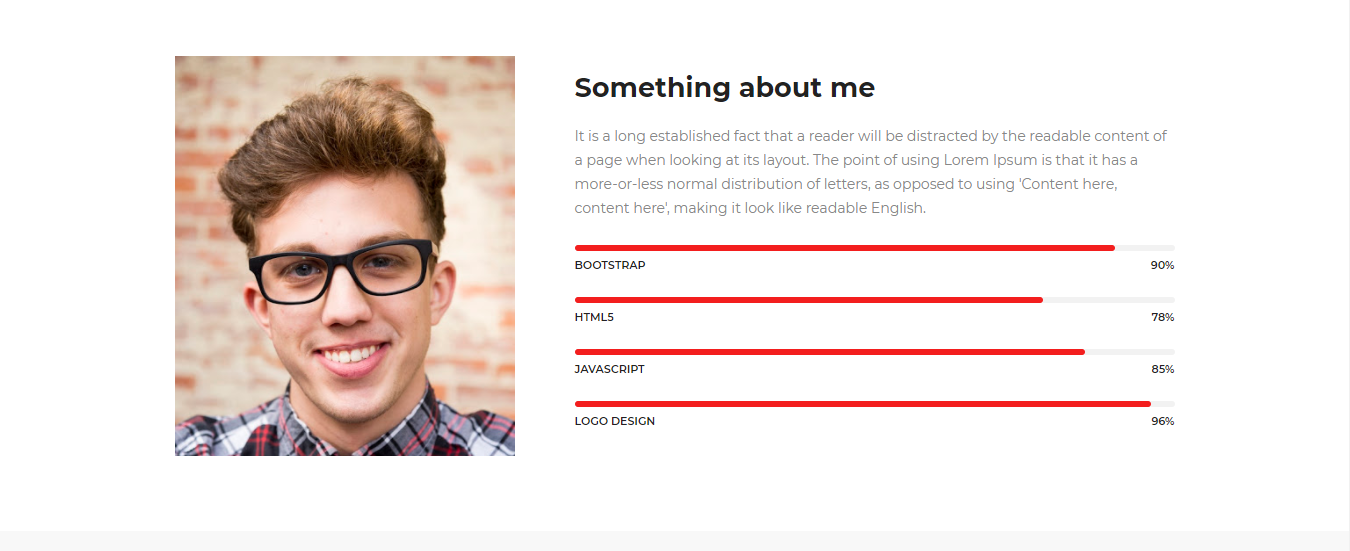 Something about me
It is a long established fact that a reader will be distracted by the readable content of
a page when looking at its layout. The point of using Lorem Ipsum is that it has a
more-or-less normal distribution of letters, as opposed to using 'Content here,
content here', making it look like readable English.
BOOTSTRAP 90%
HTML5 78%
JAVASCRIPT 85%
LOGO DESIGN 96%